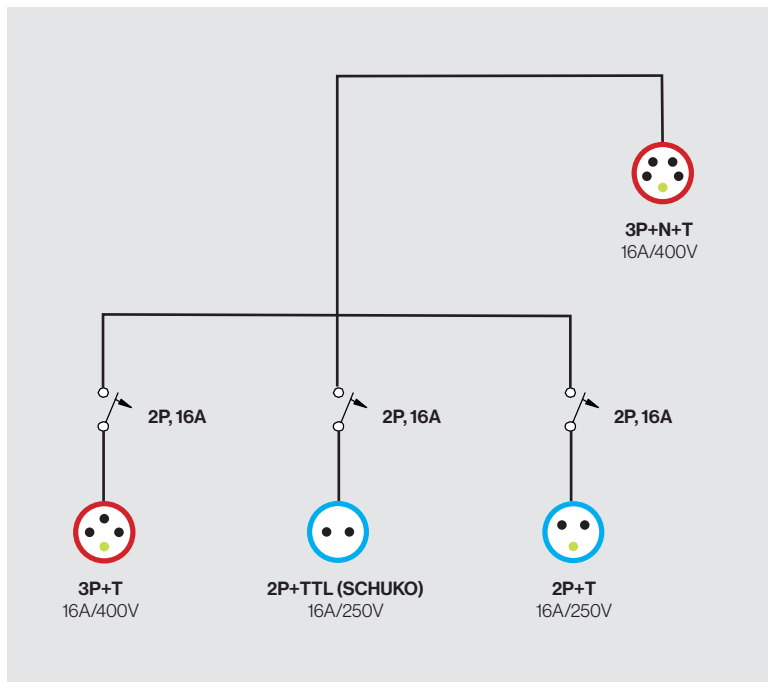 3P+N+T
16A/400V
2P, 16A
2P, 16A
2P, 16A
3P+T
16A/400V
2P+TTL (SCHUKO)
16A/250V
2P+T
16A/250V